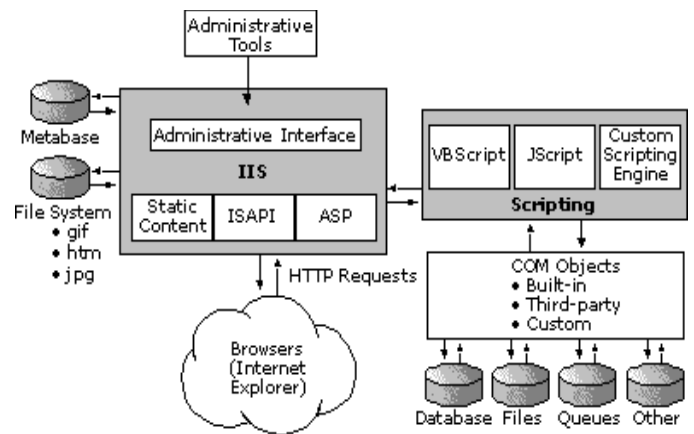 Administrative
Tools
Metabase
File System
• gif
• htm
• jpg
Administrative Interface
IIS
Static
Content
ISAPI
ASP
HTTP Requests
Browsers
(Internet
Explorer)
VBScript
JScript
Custom
Scripting
Engine
Scripting
COM Objects
• Built-in
• Third-party
• Custom
Database
Files
Queues
Other